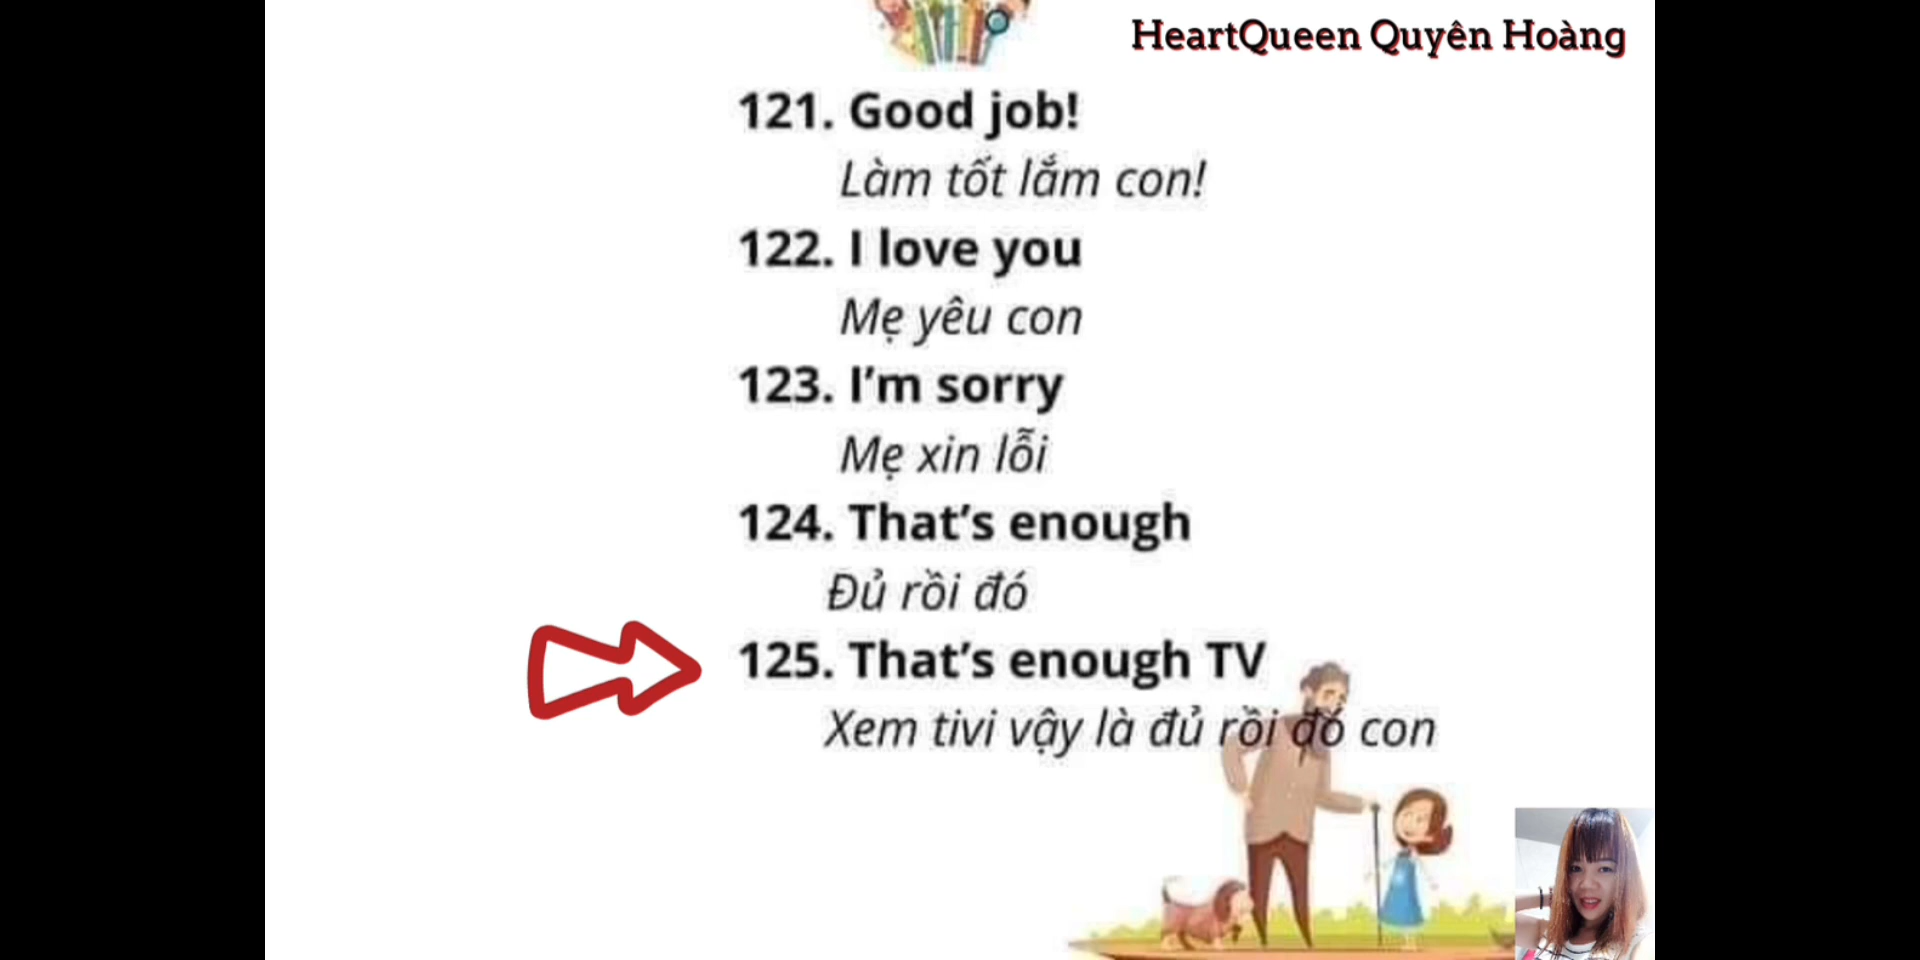 HeartQueen Quyên Hoàng
121. Good job!
Làm tốt lắm con!
122. I love you
Mẹ yêu con
123. I’m sorry
Mẹ xin lỗi
124. That’s enough
Đủ rồi đó
125. That’s enough TV
Xem tivi vậy là đủ rồi đó con